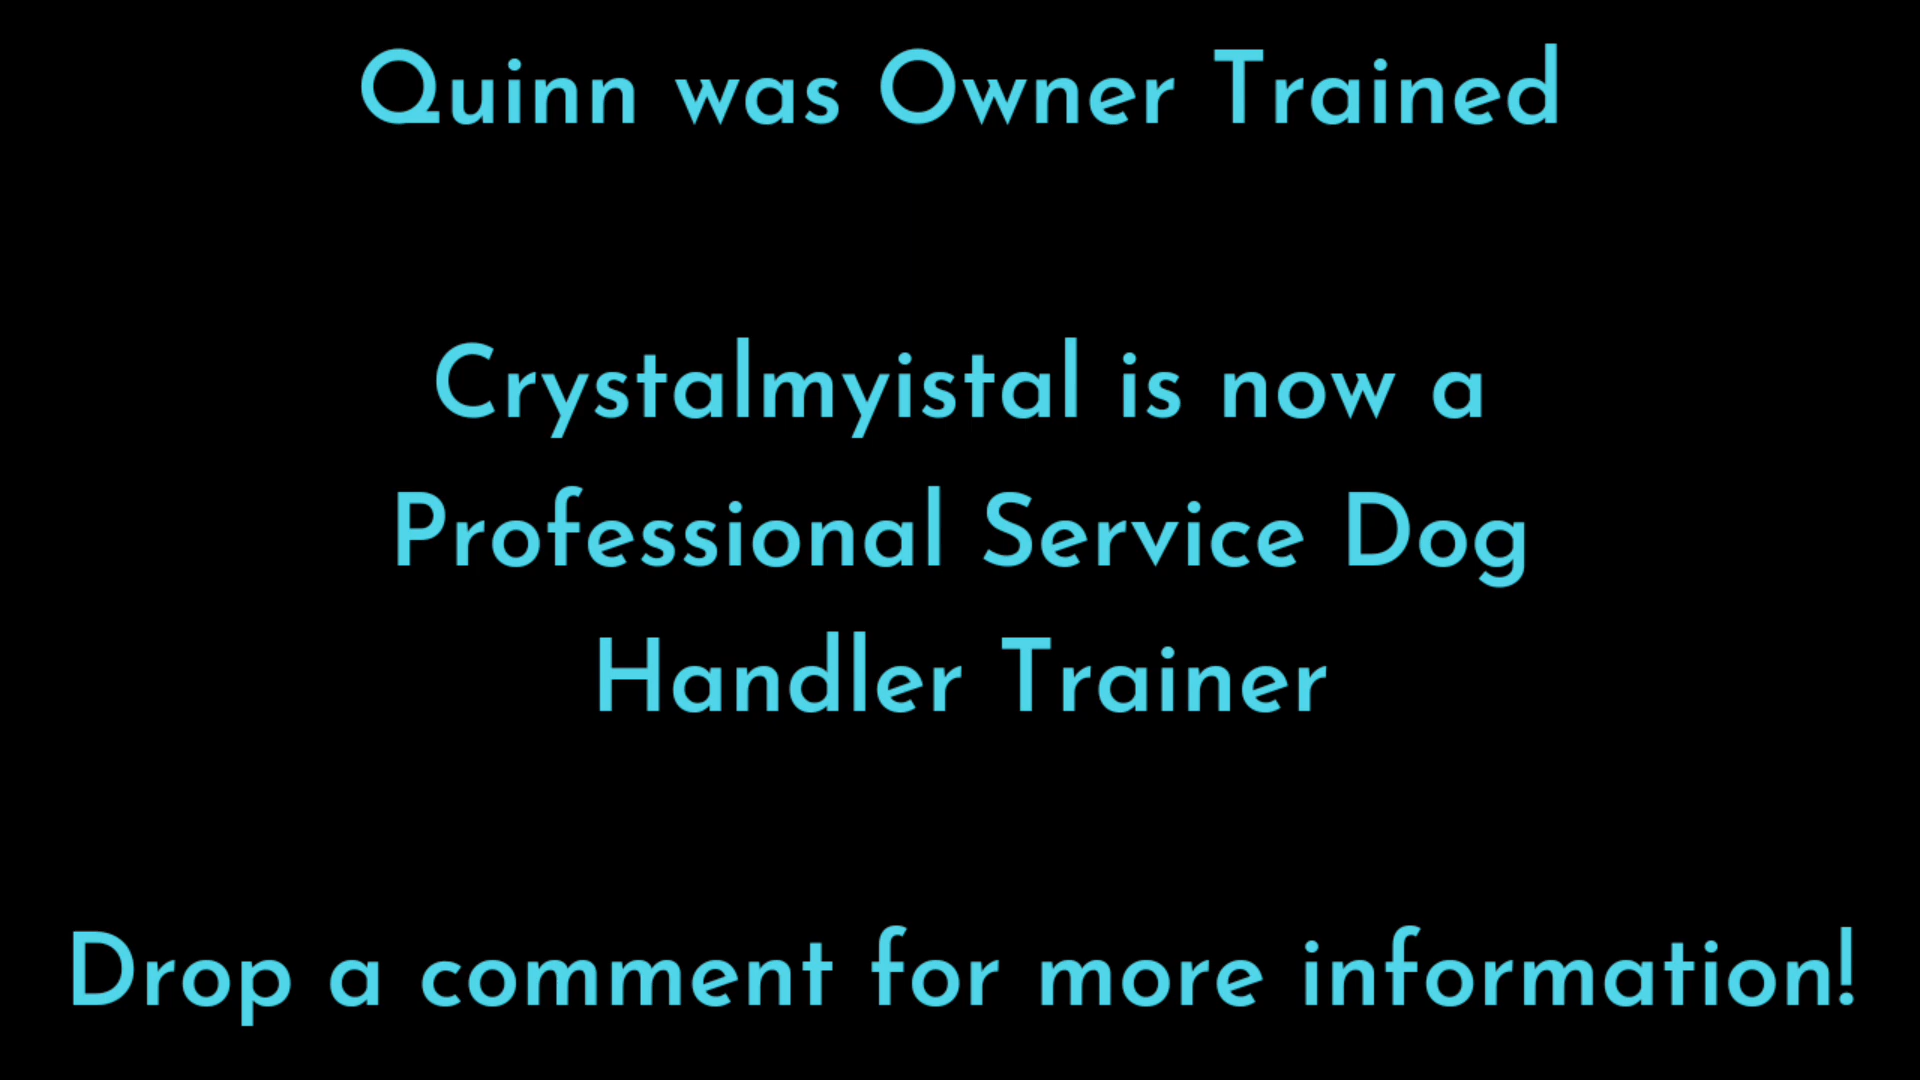 Quinn was Owner Trained
Crystalmyistal is now a
Professional Service Dog
Handler Trainer
Drop a comment for more information!